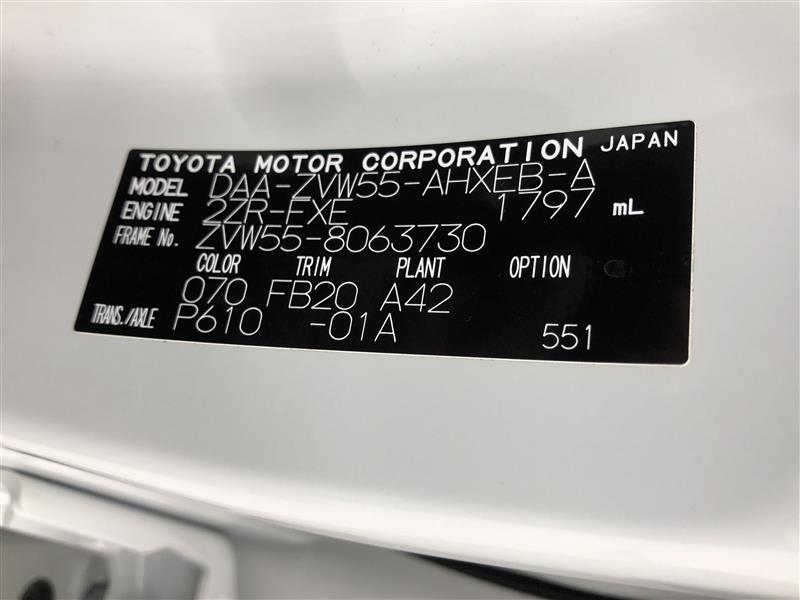 TOYOTA MOTOR CORPORATION JAPAN
MODEL DAA-ZVW55-AHXEB-A
ENGINE 2ZR-FXE 1797 mL
FRAME No. ZVW55-8063730
COLOR TRIM PLANT OPTION
070 FB20 A42
TRANS./AXLE P610 -01A 551